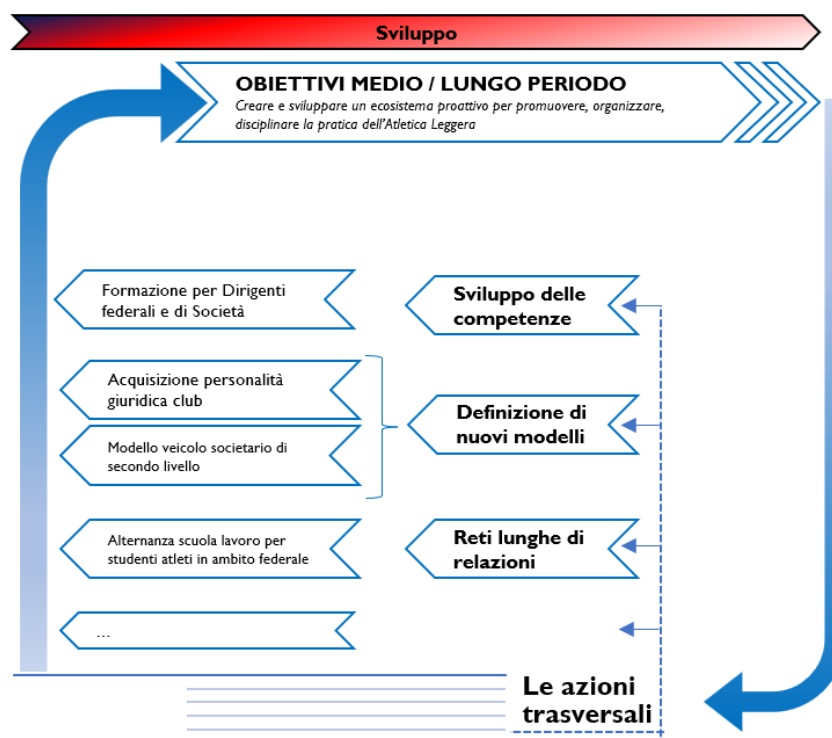 Sviluppo
OBIETTIVI MEDIO / LUNGO PERIODO
Creare e sviluppare un ecosistema proattivo per promuovere, organizzare,
disciplinare la pratica dell'Atletica Leggera
Formazione per Dirigenti
federali e di Società
Sviluppo delle
competenze
Acquisizione personalità
giuridica club
Modello veicolo societario di
secondo livello
Definizione di
nuovi modelli
Alternanza scuola lavoro per
studenti atleti in ambito federale
Reti lunghe di
relazioni
...
Le azioni
trasversali